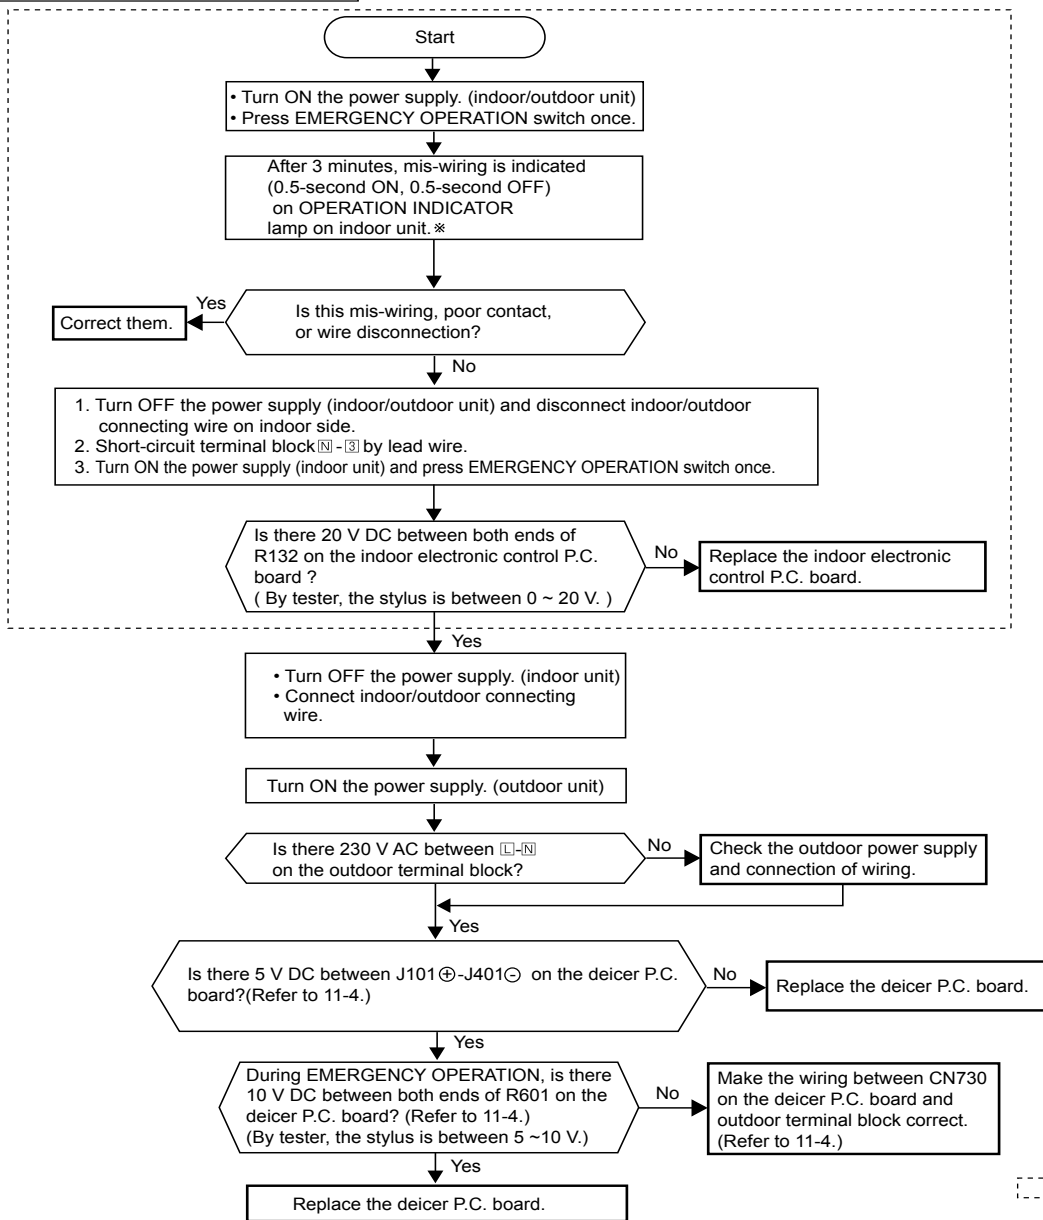 Start
• Turn ON the power supply. (indoor/outdoor unit)
• Press EMERGENCY OPERATION switch once.
After 3 minutes, mis-wiring is indicated
(0.5-second ON, 0.5-second OFF)
on OPERATION INDICATOR
lamp on indoor unit.※
Is this mis-wiring, poor contact,
or wire disconnection?
Yes
Correct them.
No
1. Turn OFF the power supply (indoor/outdoor unit) and disconnect indoor/outdoor
connecting wire on indoor side.
2. Short-circuit terminal block N - 3 by lead wire.
3. Turn ON the power supply (indoor unit) and press EMERGENCY OPERATION switch once.
Is there 20 V DC between both ends of
R132 on the indoor electronic control P.C.
board ?
( By tester, the stylus is between 0 ~ 20 V. )
No
Replace the indoor electronic
control P.C. board.
Yes
• Turn OFF the power supply. (indoor unit)
• Connect indoor/outdoor connecting
wire.
Turn ON the power supply. (outdoor unit)
Is there 230 V AC between L-N
on the outdoor terminal block?
No
Check the outdoor power supply
and connection of wiring.
Yes
Is there 5 V DC between J101⊕-J401⊖ on the deicer P.C.
board?(Refer to 11-4.)
No
Replace the deicer P.C. board.
Yes
During EMERGENCY OPERATION, is there
10 V DC between both ends of R601 on the
deicer P.C. board? (Refer to 11-4.)
(By tester, the stylus is between 5 ~10 V.)
No
Make the wiring between CN730
on the deicer P.C. board and
outdoor terminal block correct.
(Refer to 11-4.)
Yes
Replace the deicer P.C. board.